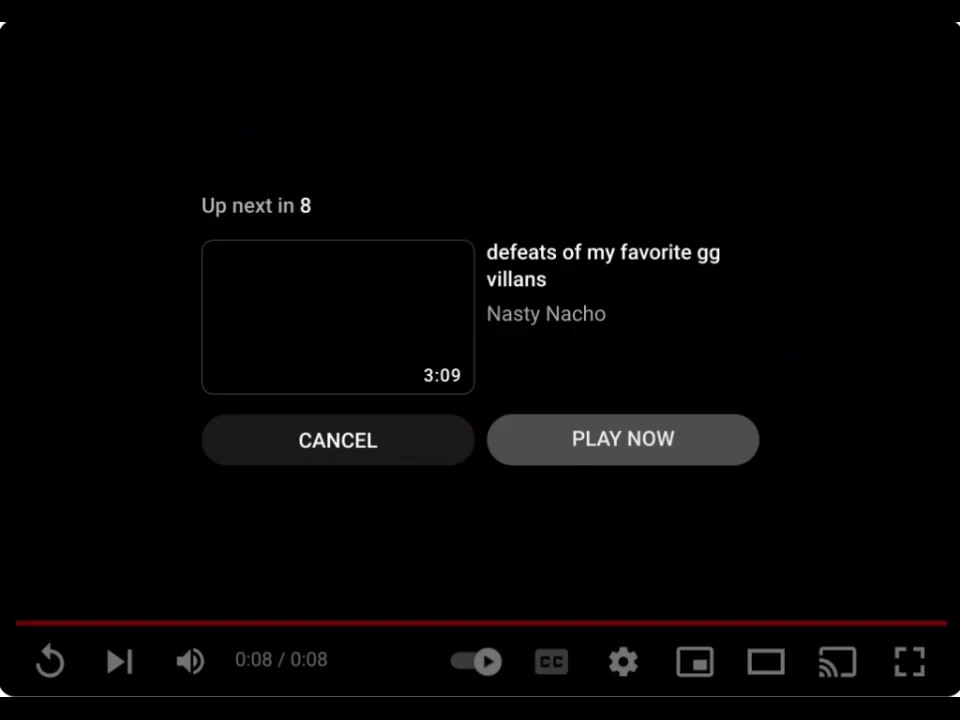 Up next in 8
defeats of my favorite gg
villans
Nasty Nacho
3:09
CANCEL
PLAY NOW
0:08 / 0:08
CC